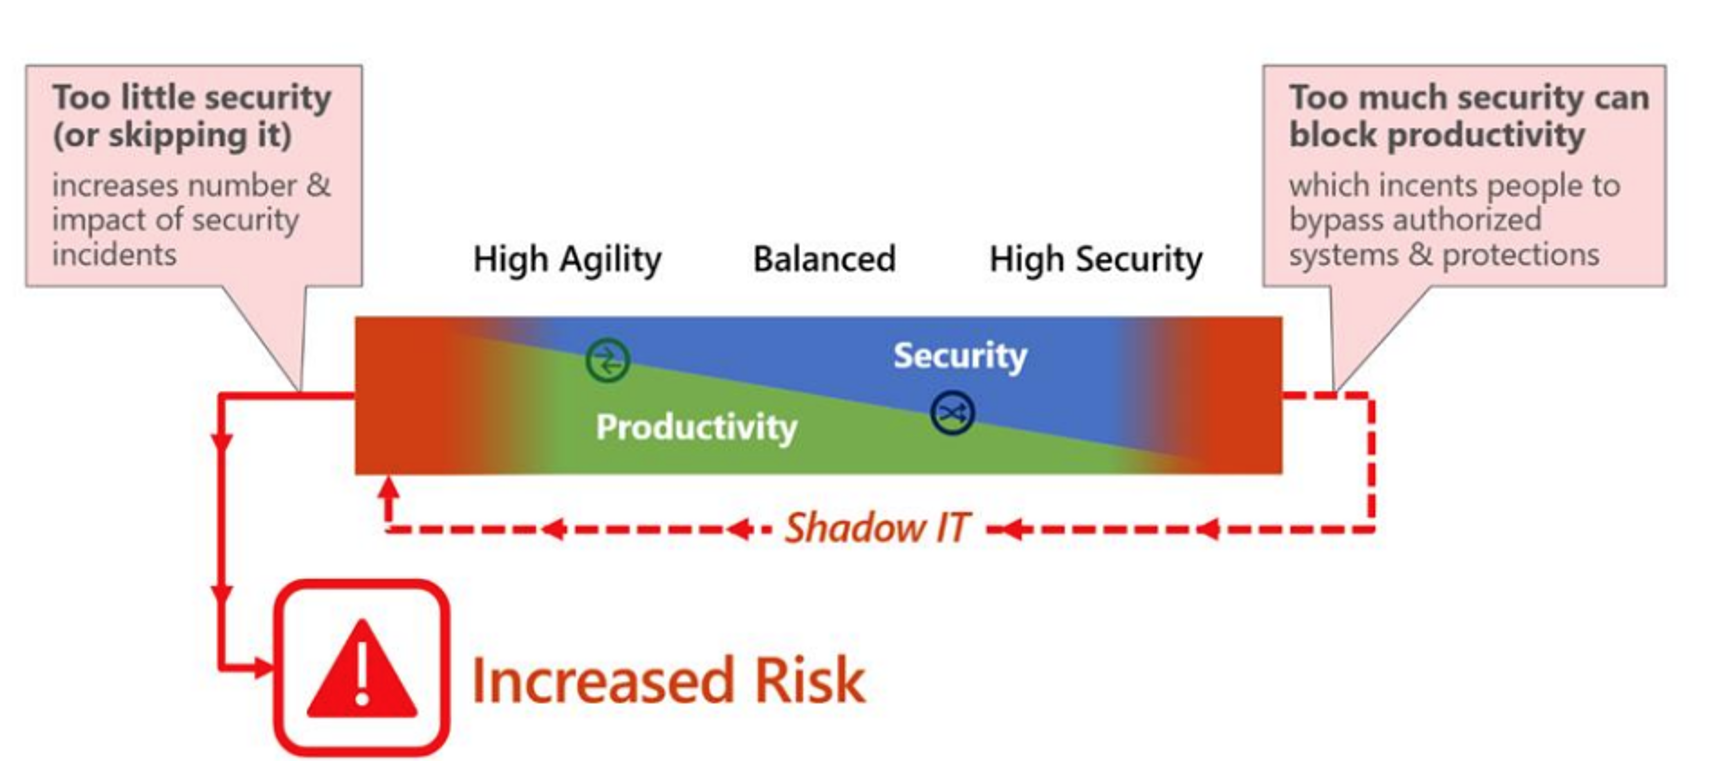 Too little security
(or skipping it)
increases number &
impact of security
incidents
Too much security can
block productivity
which incents people to
bypass authorized
systems & protections
High Agility
Balanced
High Security
Security
Productivity
Shadow IT
Increased Risk